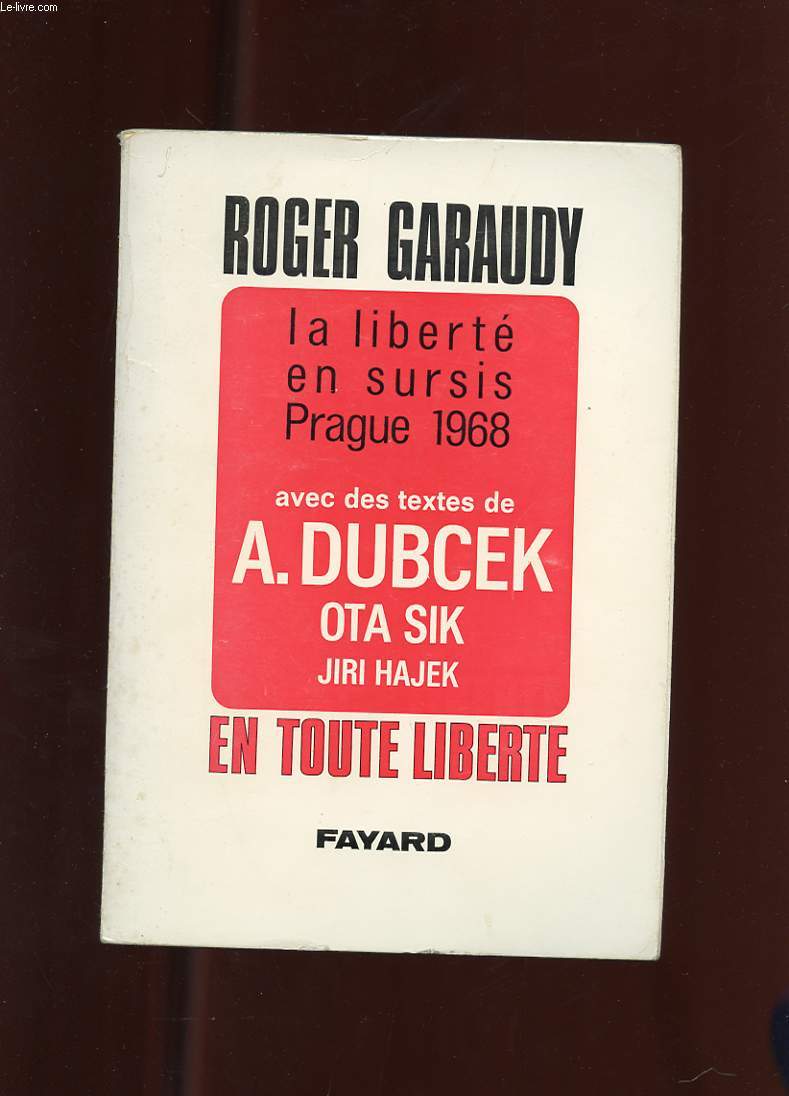 Le-livre.com
ROGER GARAUDY
la liberté
en sursis
Prague 1968
avec des textes de
A. DUBCEK
OTA SIK
JIRI HAJEK
EN TOUTE LIBERTE
FAYARD